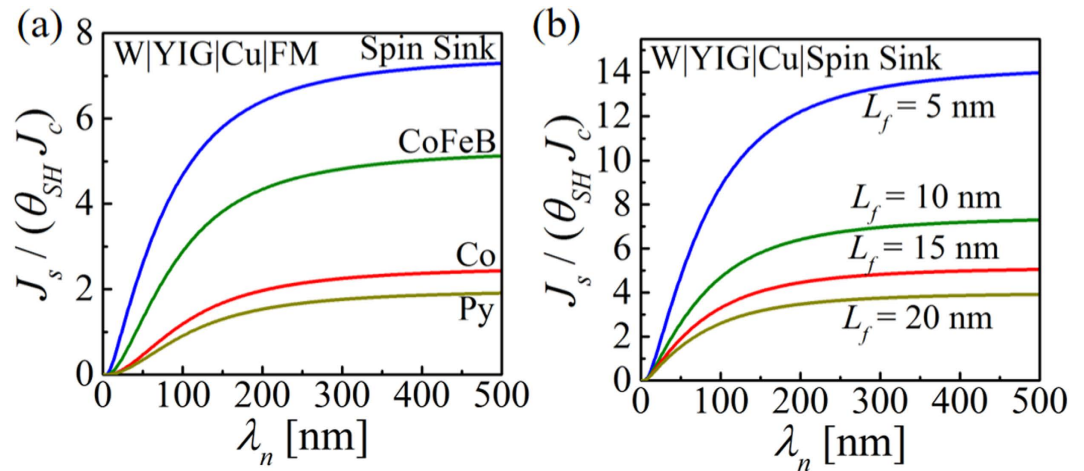 (a)
W|YIG|Cu|FM
Spin Sink
CoFeB
Co
Py
J_s / (θ_SH J_c)
8
6
4
2
0
0 100 200 300 400 500
λ_n [nm]
(b)
W|YIG|Cu|Spin Sink
L_f = 5 nm
L_f = 10 nm
L_f = 15 nm
L_f = 20 nm
J_s / (θ_SH J_c)
14
12
10
8
6
4
2
0
0 100 200 300 400 500
λ_n [nm]